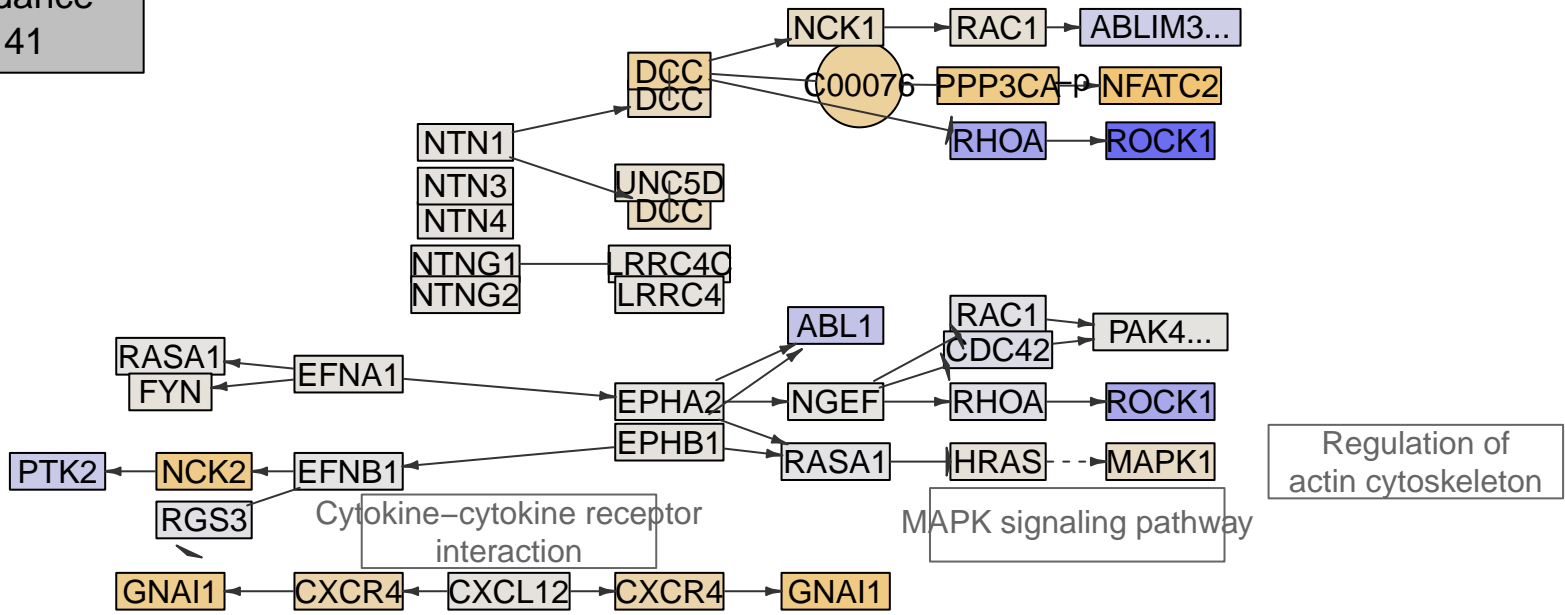 41
NCK1
RAC1
ABLIM3...
DCC
DCC
C00076
PPP3CA
+p
NFATC2
RHOA
ROCK1
NTN1
NTN3
NTN4
UNC5D
DCC
NTNG1
NTNG2
LRRC4C
LRRC4
ABL1
RAC1
CDC42
PAK4...
RASA1
FYN
EFNA1
EPHA2
EPHB1
NGEF
RHOA
ROCK1
RASA1
HRAS
MAPK1
PTK2
NCK2
EFNB1
RGS3
Cytokine−cytokine receptor
interaction
MAPK signaling pathway
Regulation of
actin cytoskeleton
GNAI1
CXCR4
CXCL12
CXCR4
GNAI1